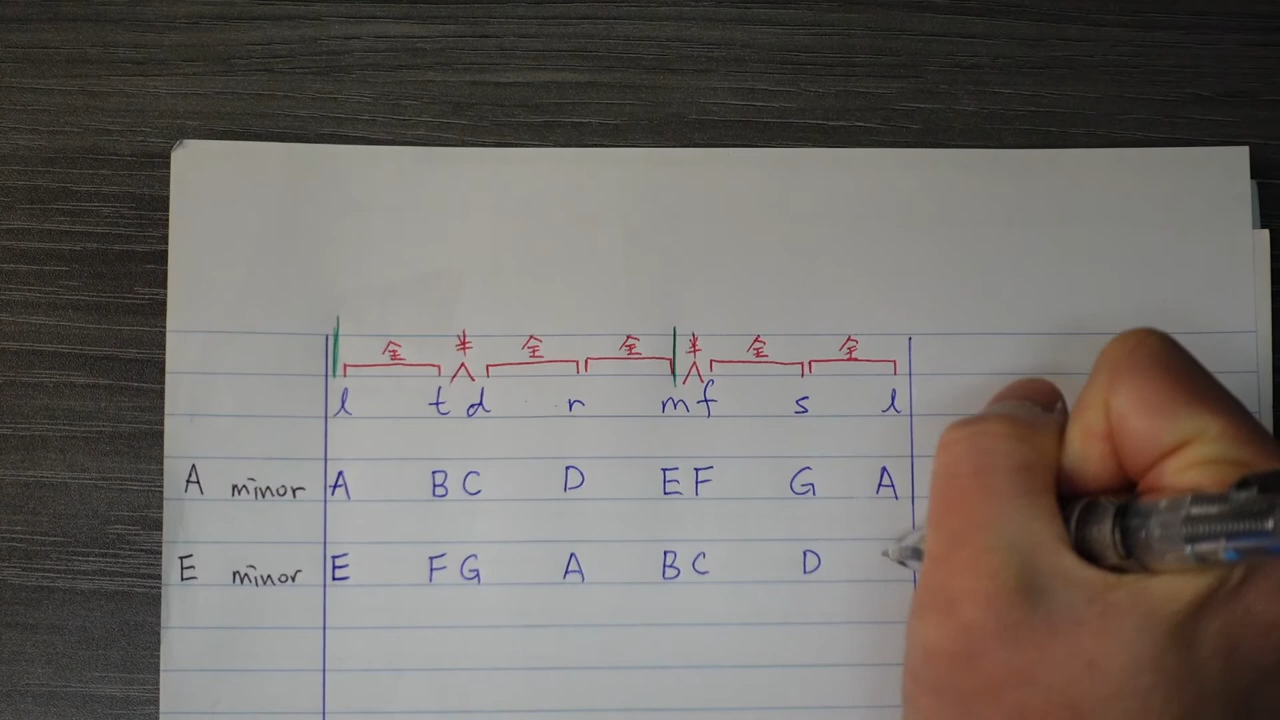 全 半 全 全 半 全 全
l t d r m f s l
A minor A B C D E F G A
E minor E F G A B C D